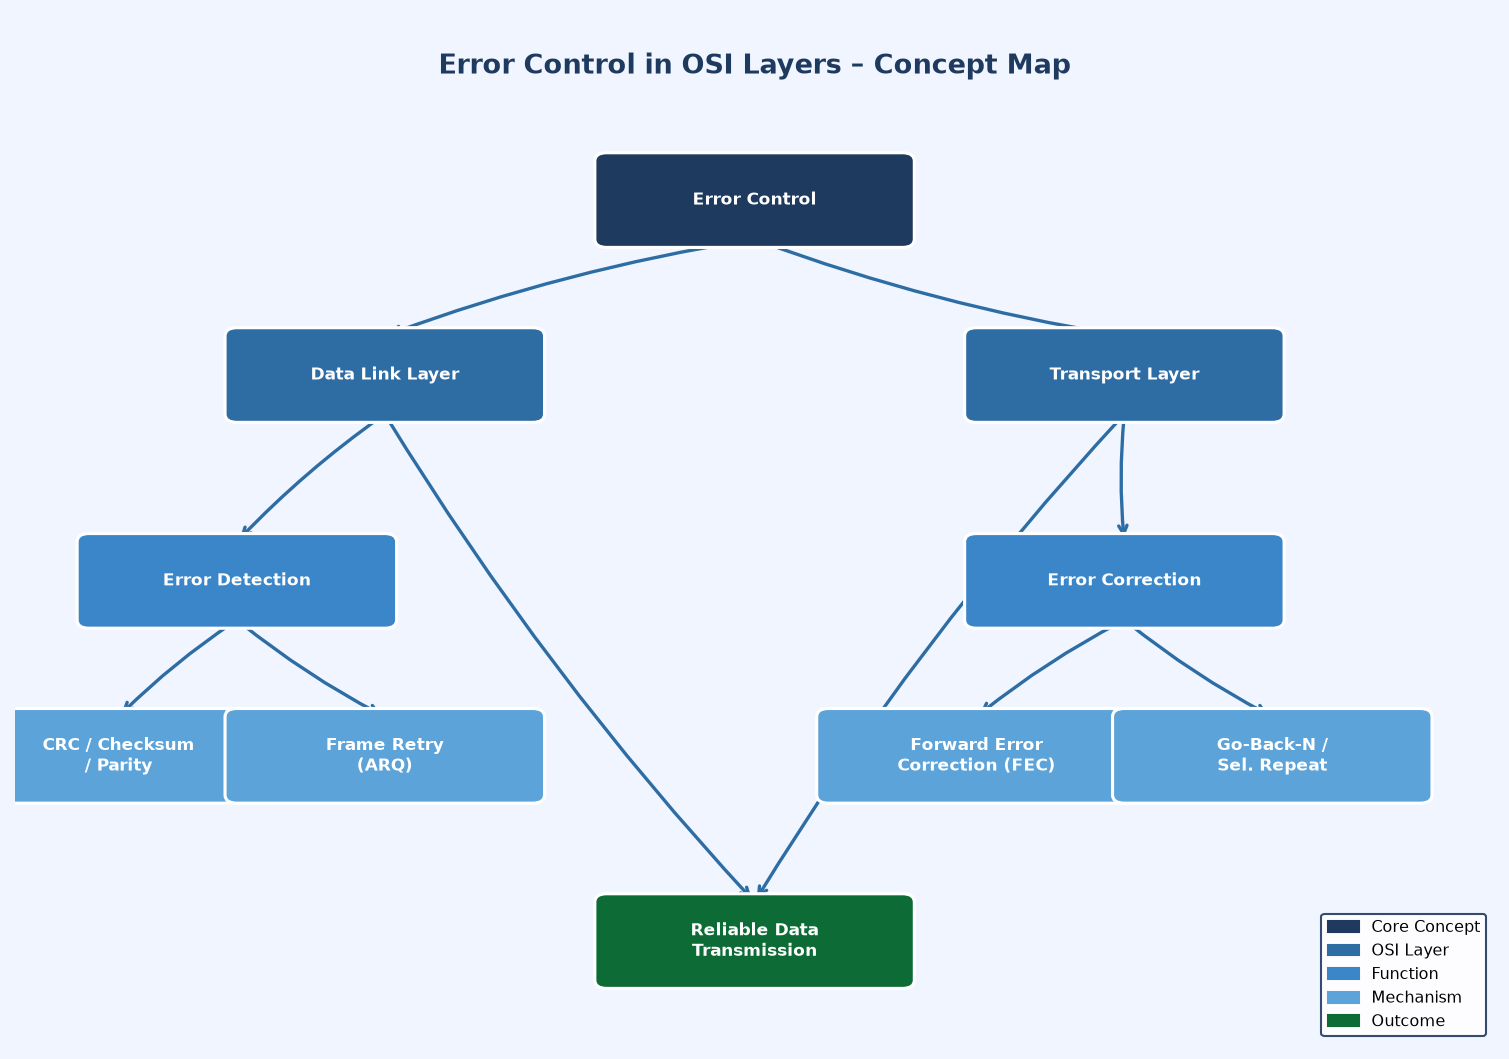 Error Control in OSI Layers – Concept Map
Error Control
Data Link Layer
Transport Layer
Error Detection
Error Correction
CRC / Checksum
/ Parity
Frame Retry
(ARQ)
Forward Error
Correction (FEC)
Go-Back-N /
Sel. Repeat
Reliable Data
Transmission
Core Concept
OSI Layer
Function
Mechanism
Outcome